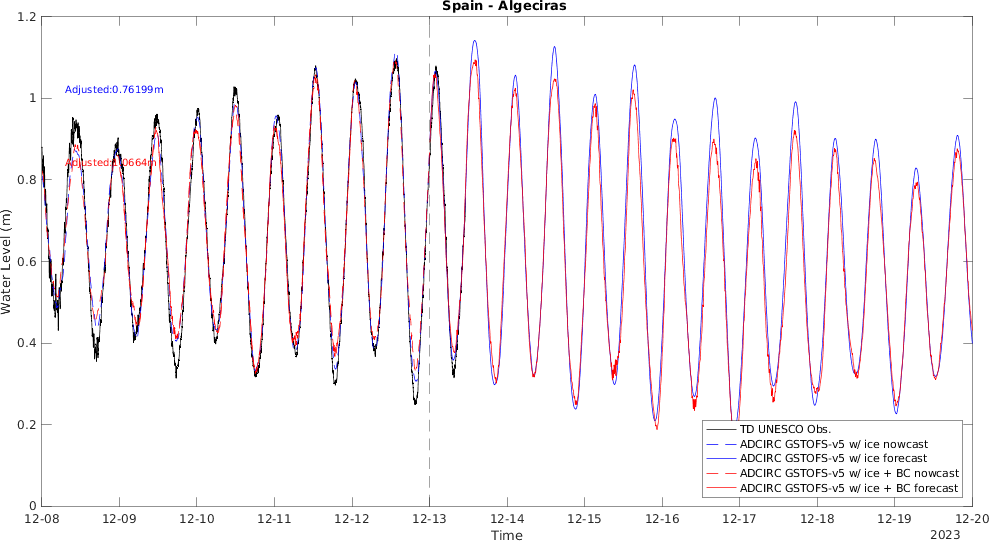 Spain - Algeciras
1.2
1
0.8
0.6
0.4
0.2
0
Water Level (m)
Adjusted:0.76199m
TD UNESCO Obs.
ADCIRC GSTOFS-v5 w/ ice nowcast
ADCIRC GSTOFS-v5 w/ ice forecast
ADCIRC GSTOFS-v5 w/ ice + BC nowcast
ADCIRC GSTOFS-v5 w/ ice + BC forecast
12-08 12-09 12-10 12-11 12-12 12-13 12-14 12-15 12-16 12-17 12-18 12-19 12-20
Time
2023